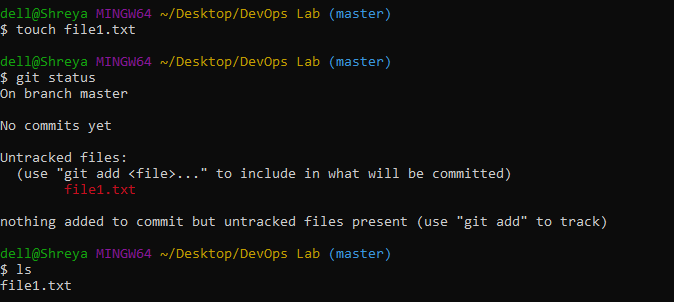 dell@Shreya MINGW64 ~/Desktop/DevOps Lab (master)
$ touch file1.txt

dell@Shreya MINGW64 ~/Desktop/DevOps Lab (master)
$ git status
On branch master

No commits yet

Untracked files:
  (use "git add <file>..." to include in what will be committed)
        file1.txt

nothing added to commit but untracked files present (use "git add" to track)

dell@Shreya MINGW64 ~/Desktop/DevOps Lab (master)
$ ls
file1.txt